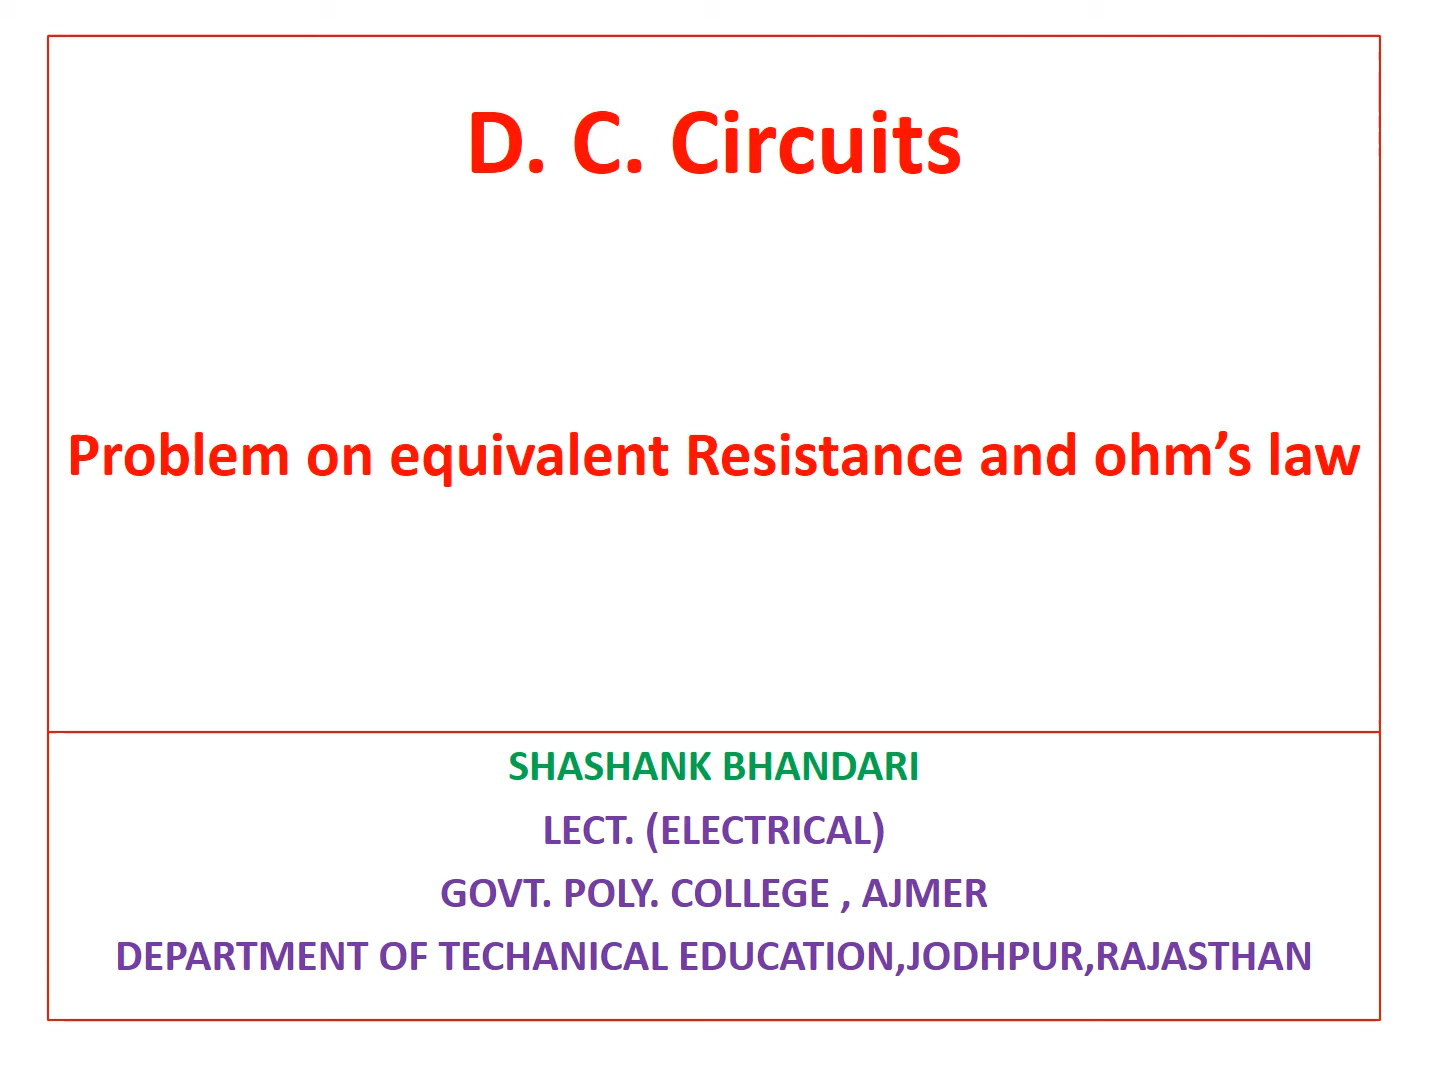 D. C. Circuits
Problem on equivalent Resistance and ohm’s law
SHASHANK BHANDARI
LECT. (ELECTRICAL)
GOVT. POLY. COLLEGE , AJMER
DEPARTMENT OF TECHANICAL EDUCATION,JODHPUR,RAJASTHAN